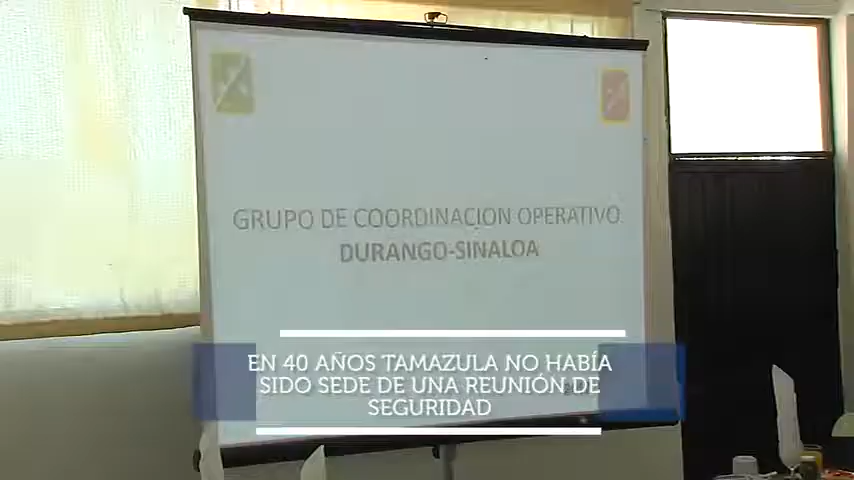 GRUPO DE COORDINACION OPERATIVO
DURANGO-SINALOA
EN 40 AÑOS TAMAZULA NO HABÍA
SIDO SEDE DE UNA REUNIÓN DE
SEGURIDAD